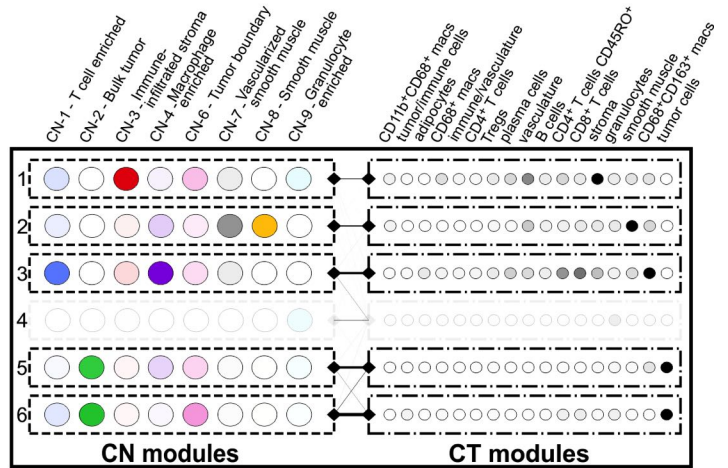 CN-1 - T cell enriched
CN-2 - Bulk tumor
CN-3 - Immune-
infiltrated stroma
CN-4 - Macrophage
enriched
CN-6 - Tumor boundary
CN-7 - Vascularized
smooth muscle
CN-8 - Smooth muscle
CN-9 - Granulocyte
enriched
CD11b+CD68+ macs
tumor/immune cells
adipocytes
CD68+ macs
immune/vasculature
CD4+ T cells
Tregs
plasma cells
vasculature
B cells
CD4+ T cells CD45RO+
CD8+ T cells
stroma
granulocytes
smooth muscle
CD68+CD163+ macs
tumor cells
1
2
3
4
5
6
CN modules
CT modules